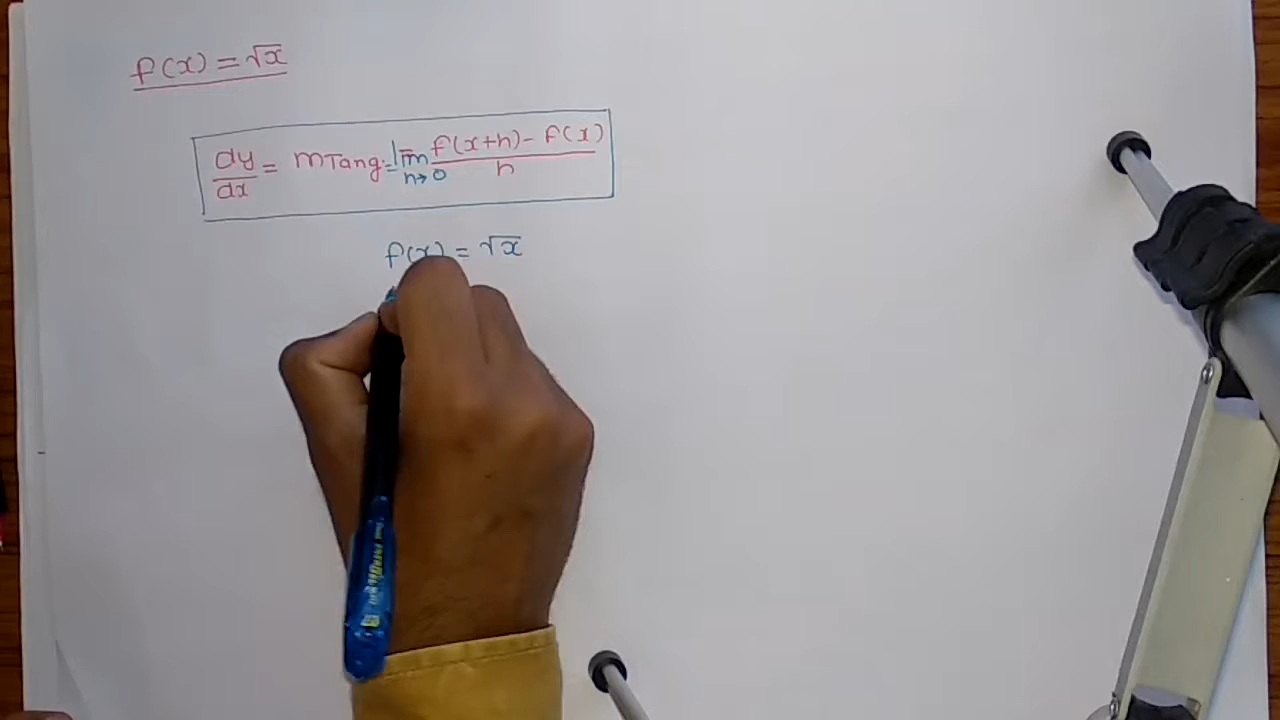 f(x) = √x
dy/dx = mTang = lim h→0 f(x+h) - f(x) / h
f(x) = √x